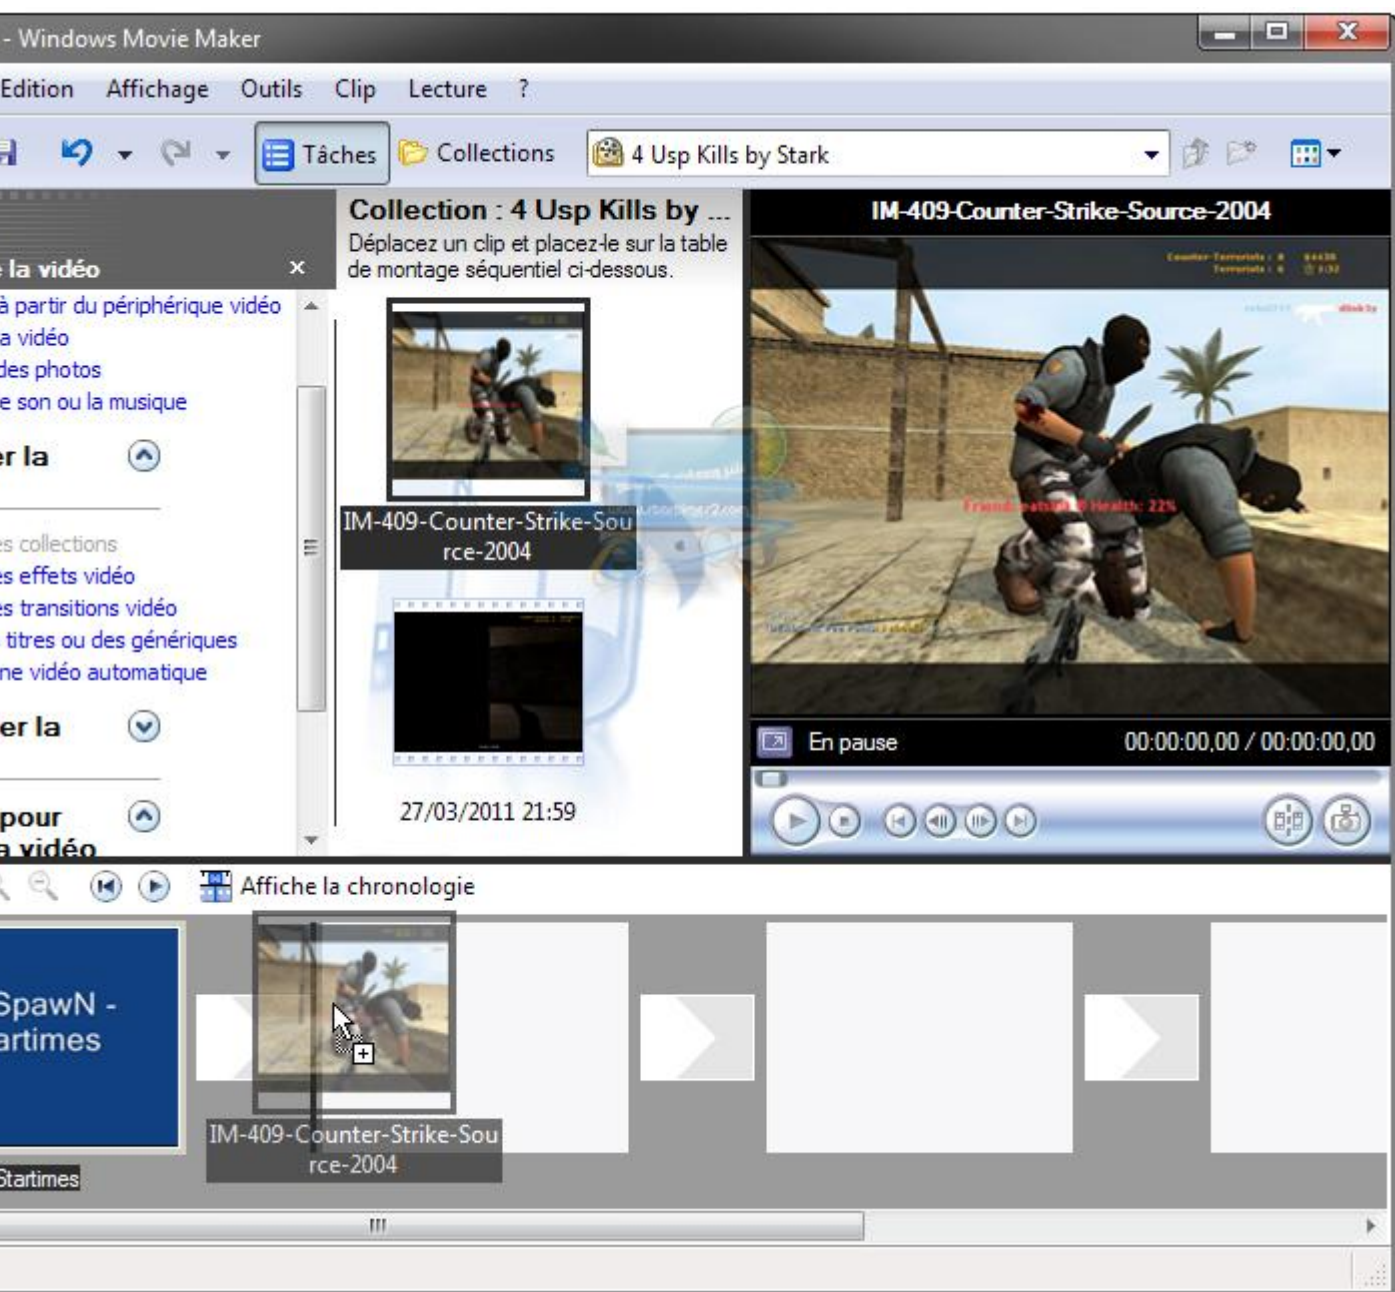 - Windows Movie Maker
Edition Affichage Outils Clip Lecture ?
Tâches Collections 4 Usp Kills by Stark
Collection : 4 Usp Kills by ...
Déplacez un clip et placez-le sur la table
de montage séquentiel ci-dessous.
IM-409-Counter-Strike-Source-2004
la vidéo
à partir du périphérique vidéo
a vidéo
des photos
e son ou la musique
er la
es collections
es effets vidéo
es transitions vidéo
titres ou des génériques
ne vidéo automatique
er la
pour
a vidéo
IM-409-Counter-Strike-Sou
rce-2004
27/03/2011 21:59
Counter-Terrorists :
Terrorists :
Health: 22%
En pause 00:00:00,00 / 00:00:00,00
Affiche la chronologie
SpawN -
artimes
Startimes
IM-409-Counter-Strike-Sou
rce-2004